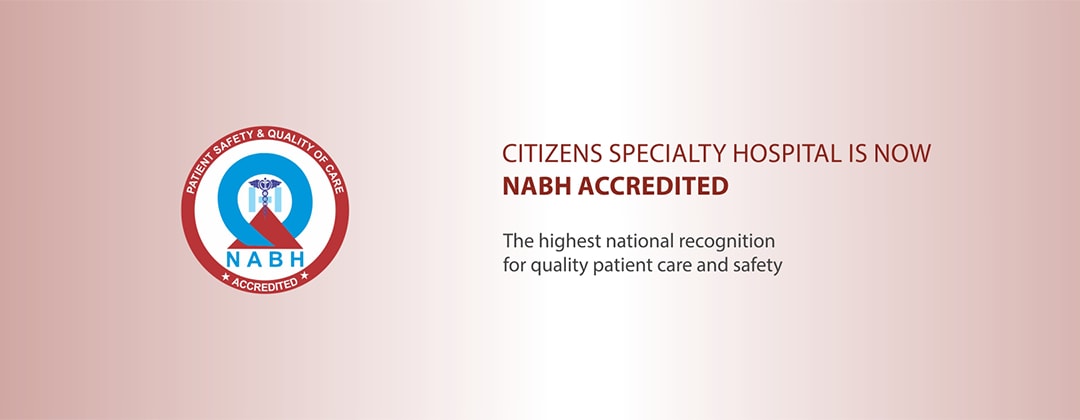 PATIENT SAFETY & QUALITY OF CARE
NABH
ACCREDITED
CITIZENS SPECIALTY HOSPITAL IS NOW
NABH ACCREDITED
The highest national recognition
for quality patient care and safety